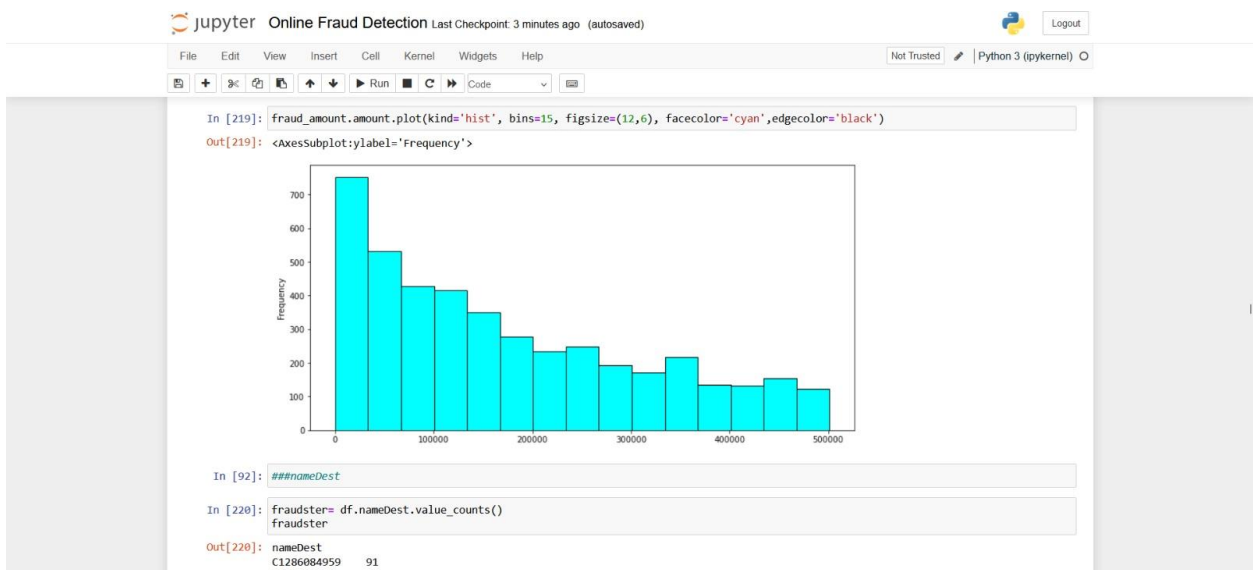 jupyter Online Fraud Detection Last Checkpoint: 3 minutes ago (autosaved)
Logout
File Edit View Insert Cell Kernel Widgets Help
Not Trusted Python 3 (ipykernel)
Run Code
In [219]: fraud_amount.amount.plot(kind='hist', bins=15, figsize=(12,6), facecolor='cyan',edgecolor='black')
Out[219]: <AxesSubplot:ylabel='Frequency'>
700
600
500
400
300
200
100
0
Frequency
0 100000 200000 300000 400000 500000
In [92]: ###nameDest
In [220]: fraudster= df.nameDest.value_counts()
fraudster
Out[220]: nameDest
C1286084959 91